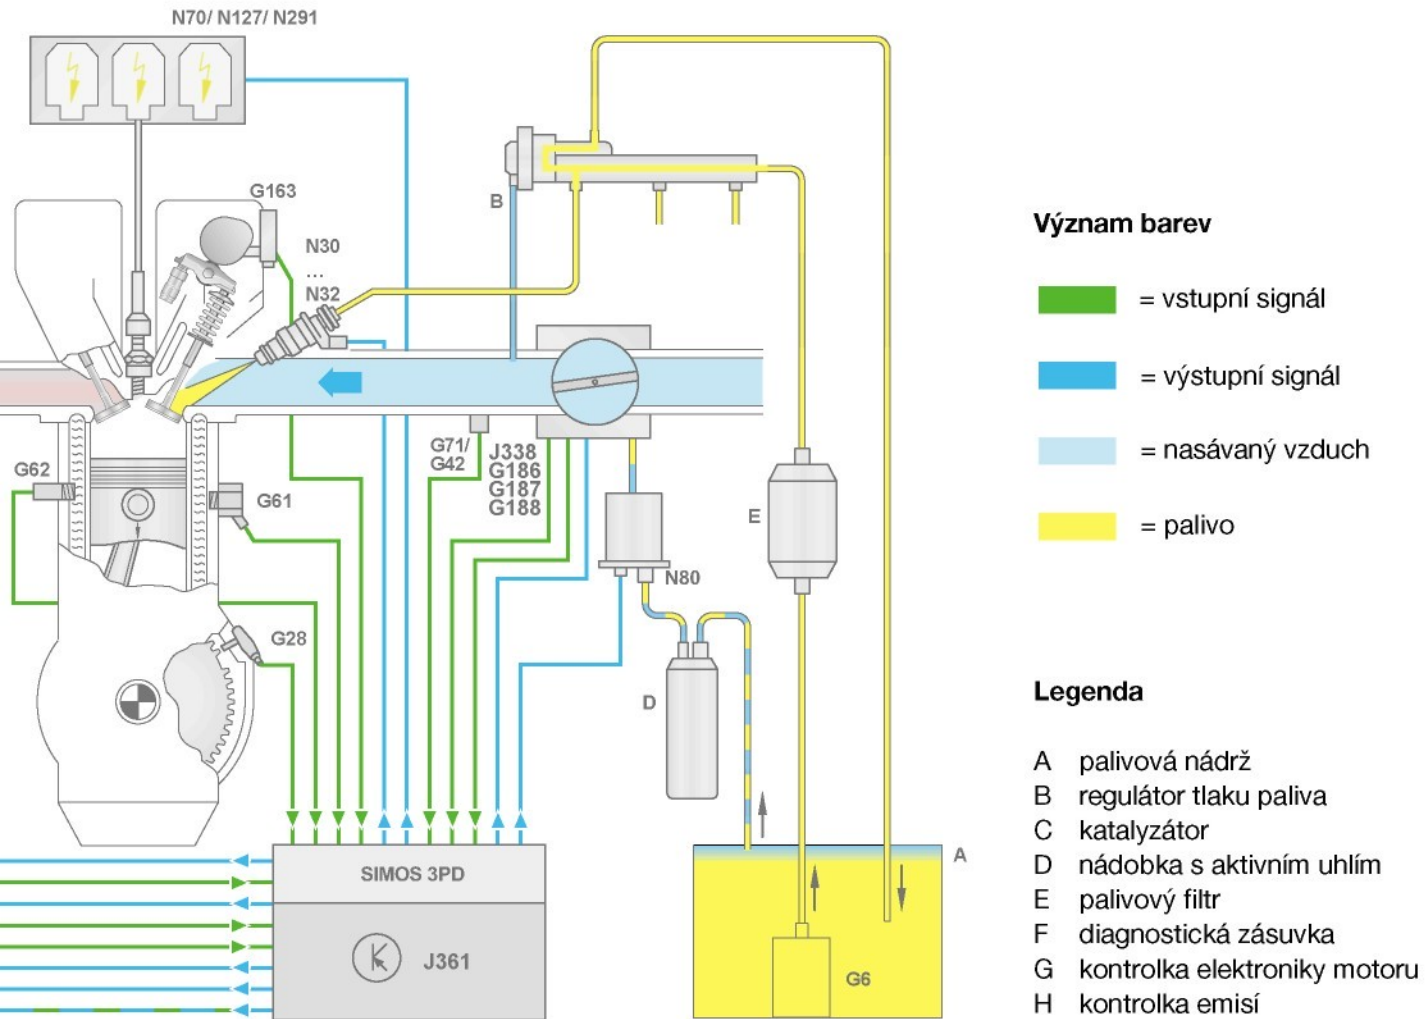 N70/ N127/ N291
G163
N30
...
N32
B
G71/
G42
J338
G186
G187
G188
G62
G61
E
N80
G28
D
A
SIMOS 3PD
J361
G6
Význam barev
= vstupní signál
= výstupní signál
= nasávaný vzduch
= palivo
Legenda
A palivová nádrž
B regulátor tlaku paliva
C katalyzátor
D nádobka s aktivním uhlím
E palivový filtr
F diagnostická zásuvka
G kontrolka elektroniky motoru
H kontrolka emisí